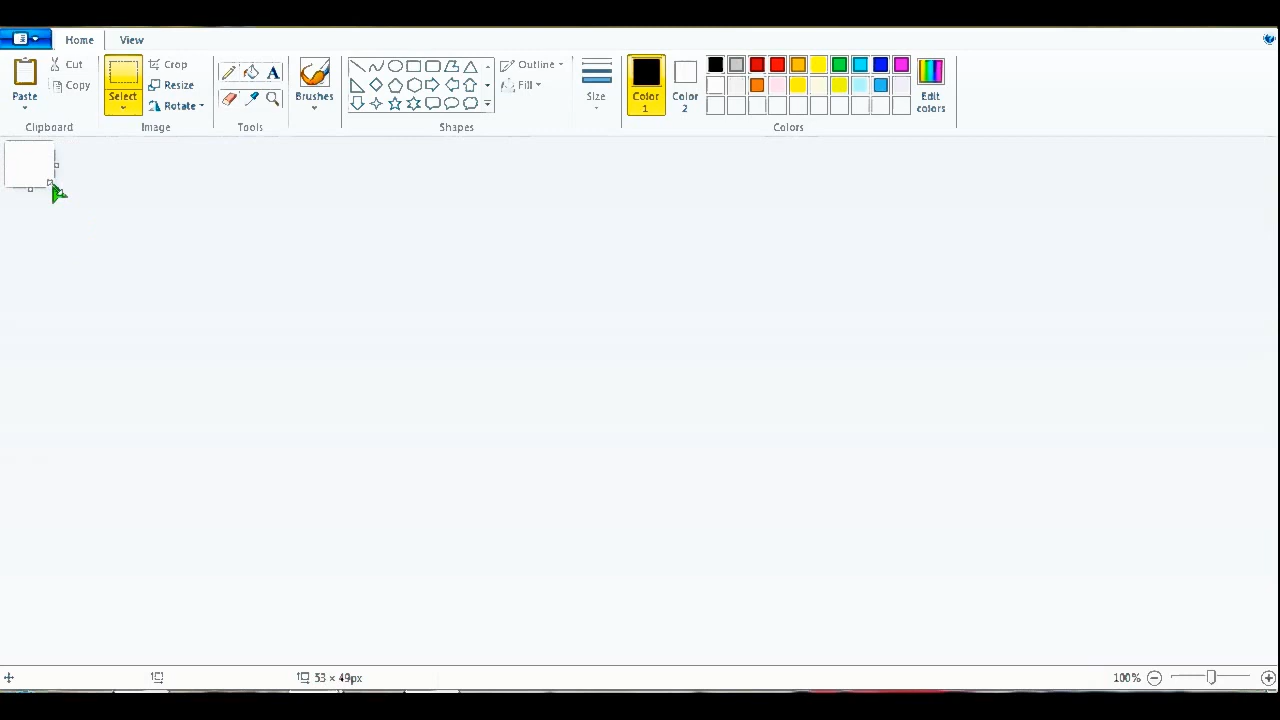 Home View
Cut Crop Outline
Copy Resize Fill
Paste Select Rotate Brushes Size Color 1 Color 2 Edit colors
A
Clipboard Image Tools Shapes Colors
53 × 49px 100%